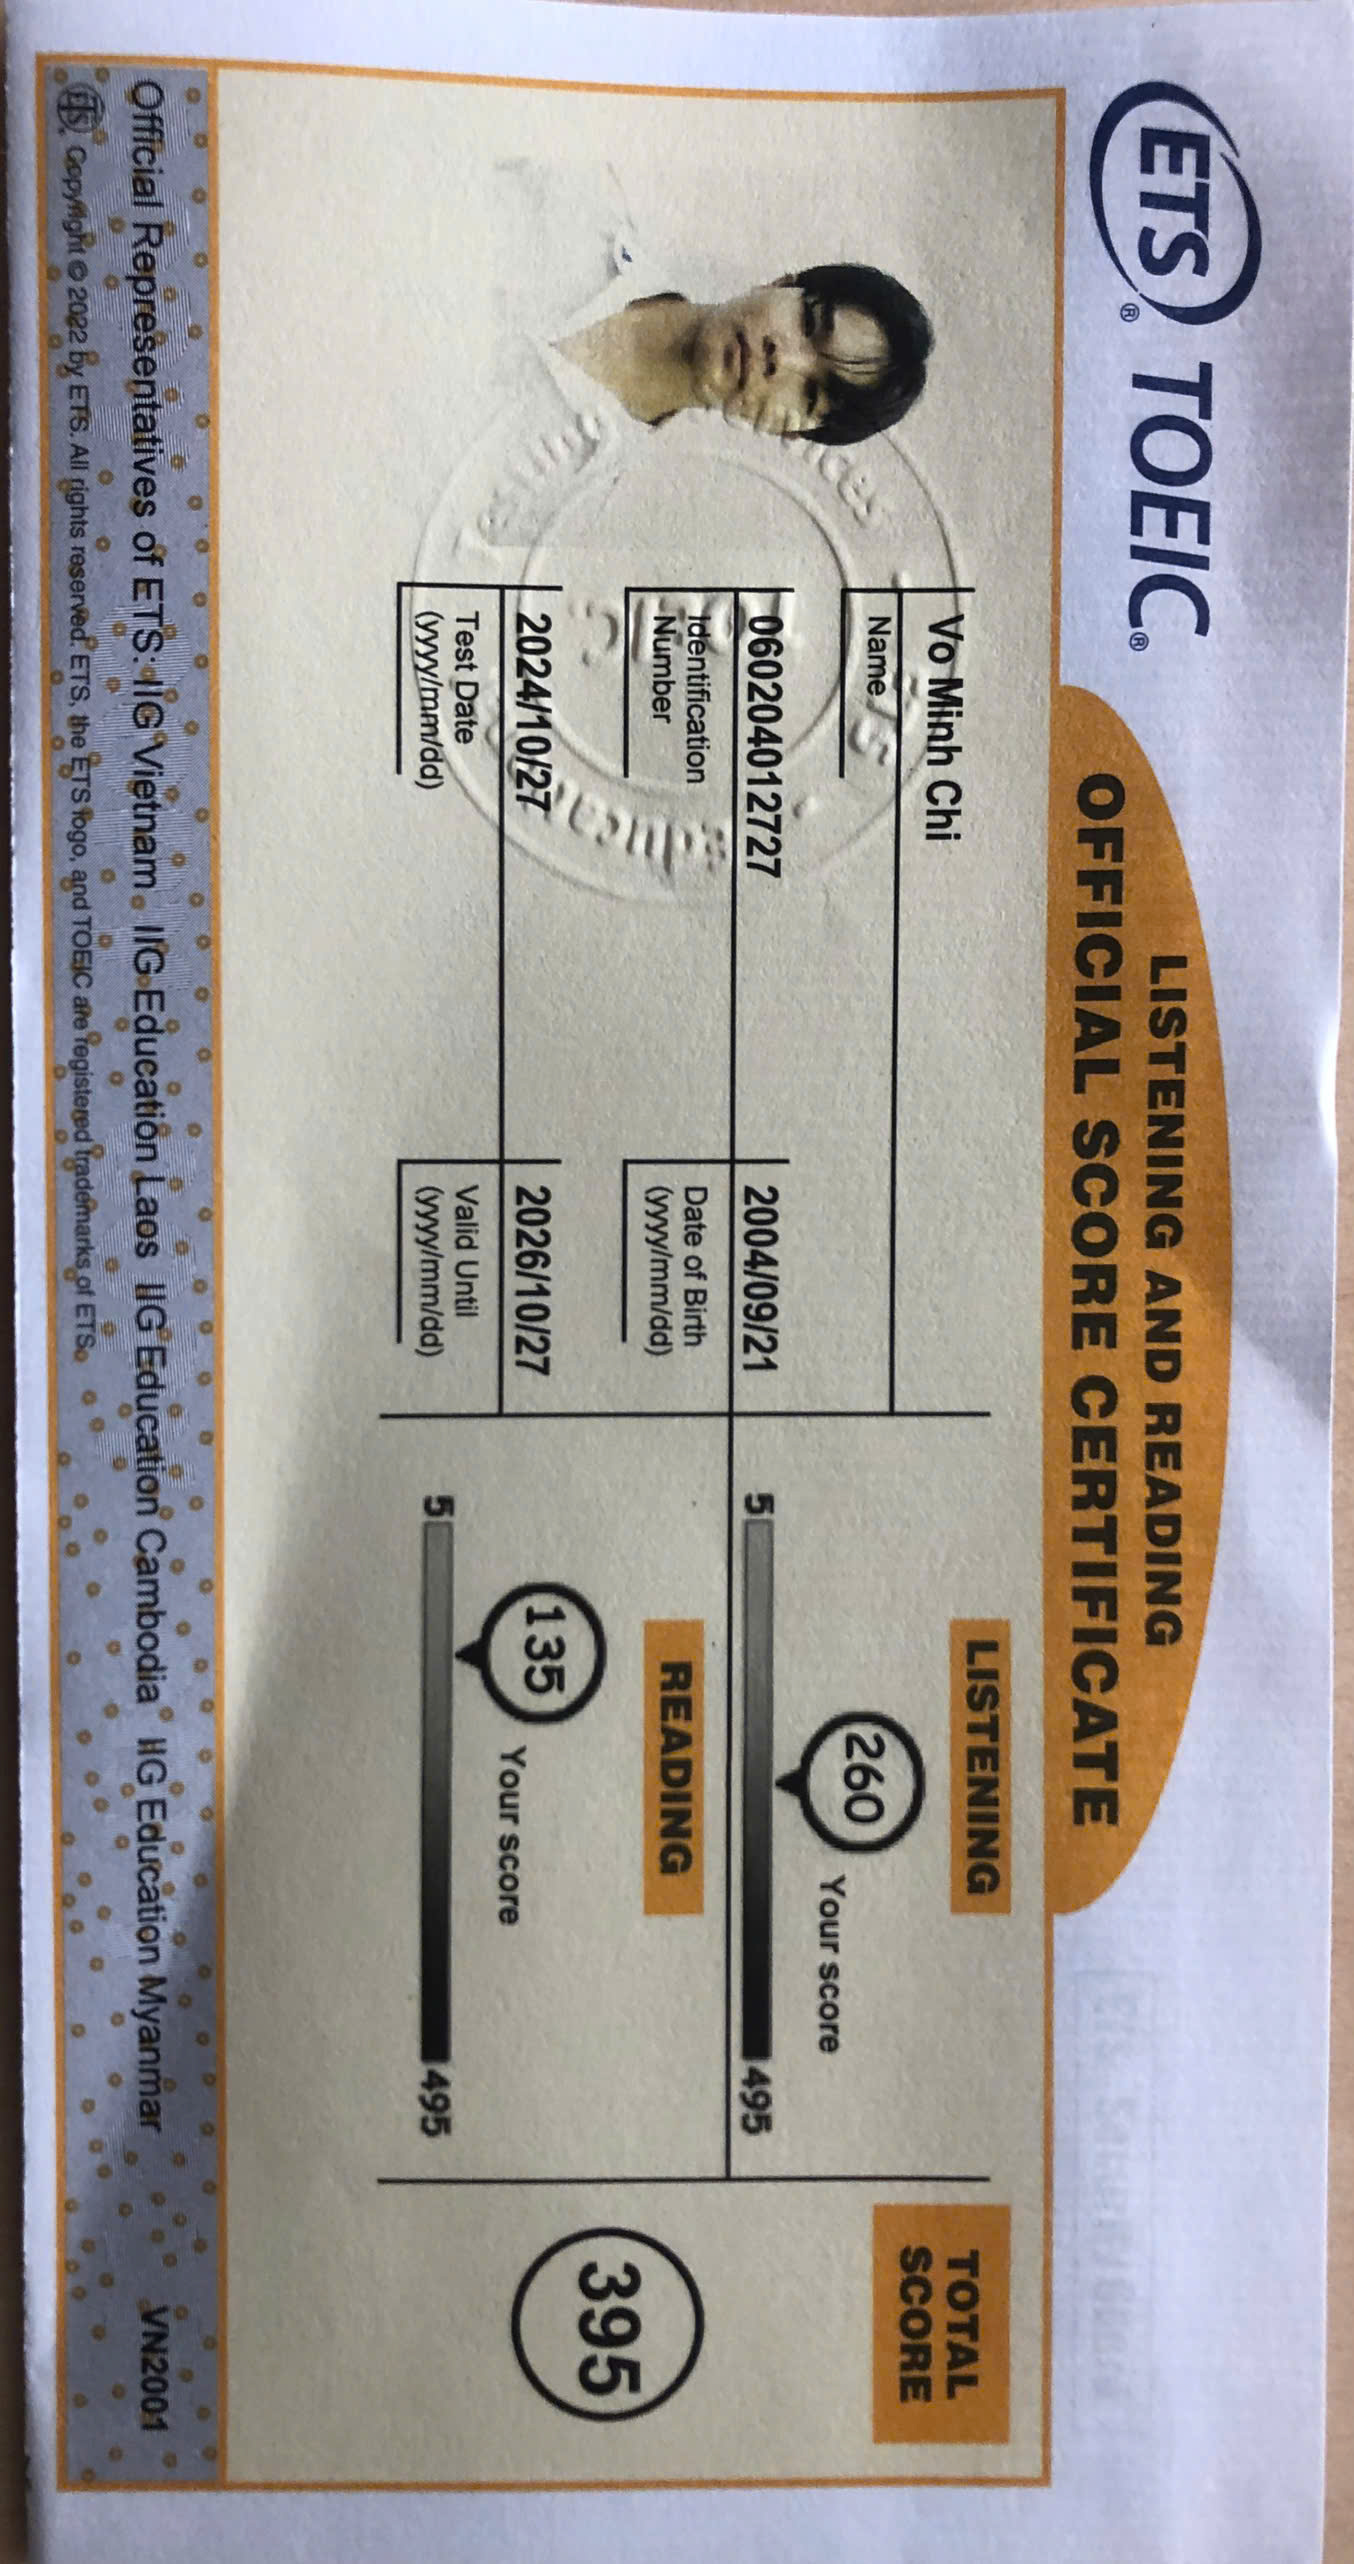 ETS® TOEIC®
LISTENING AND READING
OFFICIAL SCORE CERTIFICATE
Vo Minh Chi
Name
060204012727
Identification
Number
2004/09/21
Date of Birth
(yyyy/mm/dd)
2024/10/27
Test Date
(yyyy/mm/dd)
2026/10/27
Valid Until
(yyyy/mm/dd)
LISTENING
260
Your score
5 495
READING
135
Your score
5 495
TOTAL
SCORE
395
Official Representatives of ETS: IIG Vietnam IIG Education Laos IIG Education Cambodia IIG Education Myanmar VN2001
ETS® Copyright © 2022 by ETS. All rights reserved. ETS, the ETS logo, and TOEIC are registered trademarks of ETS.